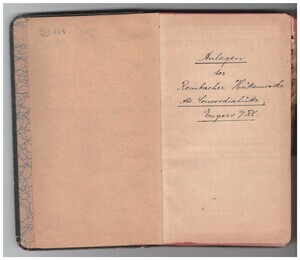 Anlagen
der
Rombacher Hüttenwerke
Abt. Concordiahütte,
Engers a/Rh.